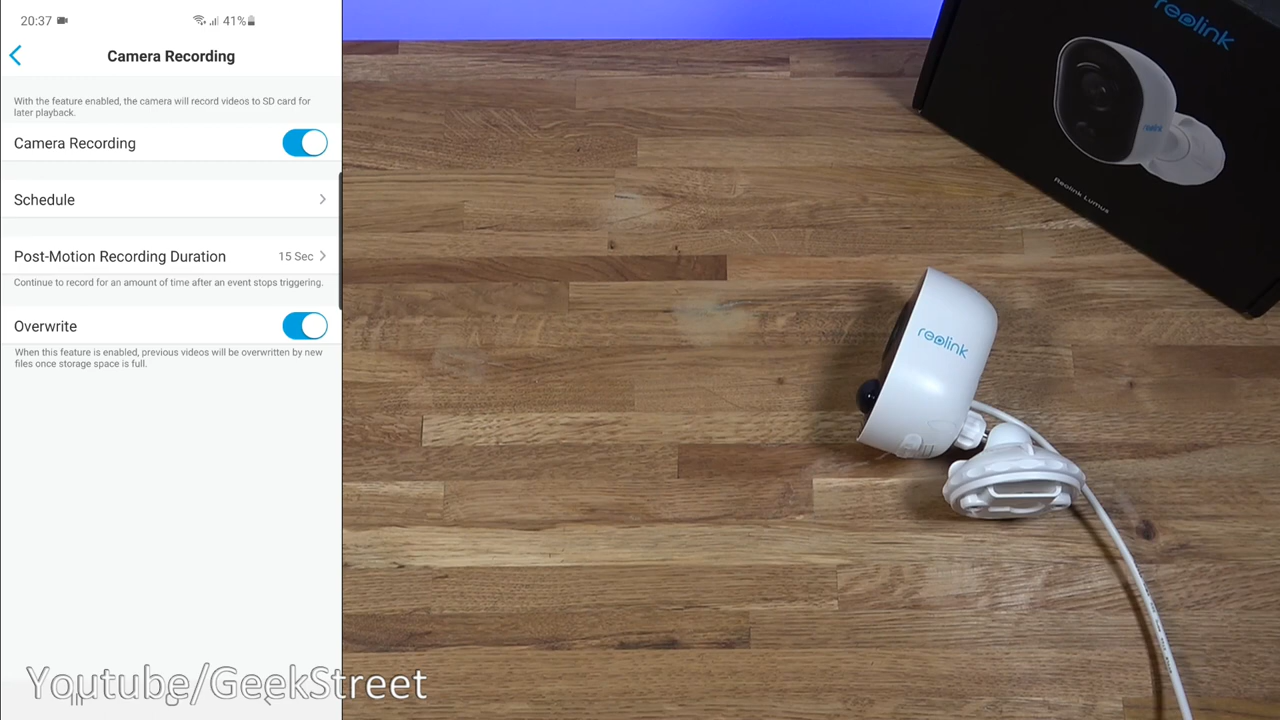 20:37
41%
Camera Recording
With the feature enabled, the camera will record videos to SD card for
later playback.
Camera Recording
Schedule
Post-Motion Recording Duration 15 Sec
Continue to record for an amount of time after an event stops triggering.
Overwrite
When this feature is enabled, previous videos will be overwritten by new
files once storage space is full.
reolink
reolink
Reolink Lumus
reolink
Youtube/GeekStreet